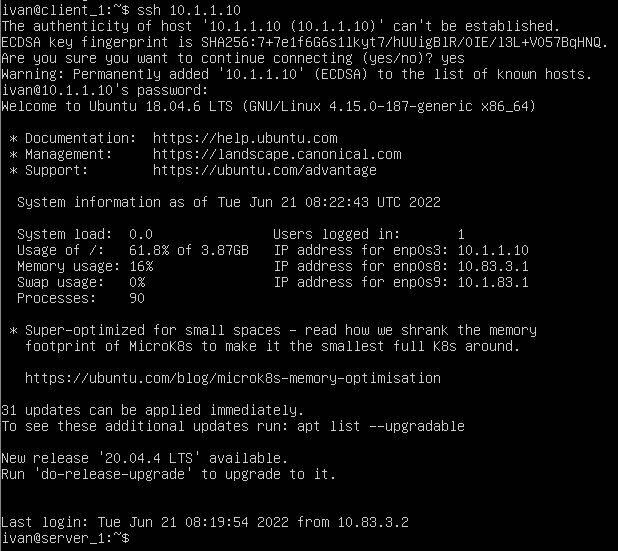 ivan@client_1:~$ ssh 10.1.1.10
The authenticity of host '10.1.1.10 (10.1.1.10)' can't be established.
ECDSA key fingerprint is SHA256:7+7e1f6G6s1lkyt7/hUUigBlR/OIE/l3L+VO57BqHNQ.
Are you sure you want to continue connecting (yes/no)? yes
Warning: Permanently added '10.1.1.10' (ECDSA) to the list of known hosts.
ivan@10.1.1.10's password:
Welcome to Ubuntu 18.04.6 LTS (GNU/Linux 4.15.0-187-generic x86_64)
 * Documentation:  https://help.ubuntu.com
 * Management:     https://landscape.canonical.com
 * Support:        https://ubuntu.com/advantage
  System information as of Tue Jun 21 08:22:43 UTC 2022
  System load:  0.0               Users logged in:       1
  Usage of /:   61.8% of 3.87GB   IP address for enp0s3: 10.1.1.10
  Memory usage: 16%               IP address for enp0s8: 10.83.3.1
  Swap usage:   0%                IP address for enp0s9: 10.1.83.1
  Processes:    90
 * Super-optimized for small spaces - read how we shrank the memory
   footprint of MicroK8s to make it the smallest full K8s around.
   https://ubuntu.com/blog/microk8s-memory-optimisation
31 updates can be applied immediately.
To see these additional updates run: apt list --upgradable
New release '20.04.4 LTS' available.
Run 'do-release-upgrade' to upgrade to it.
Last login: Tue Jun 21 08:19:54 2022 from 10.83.3.2
ivan@server_1:~$